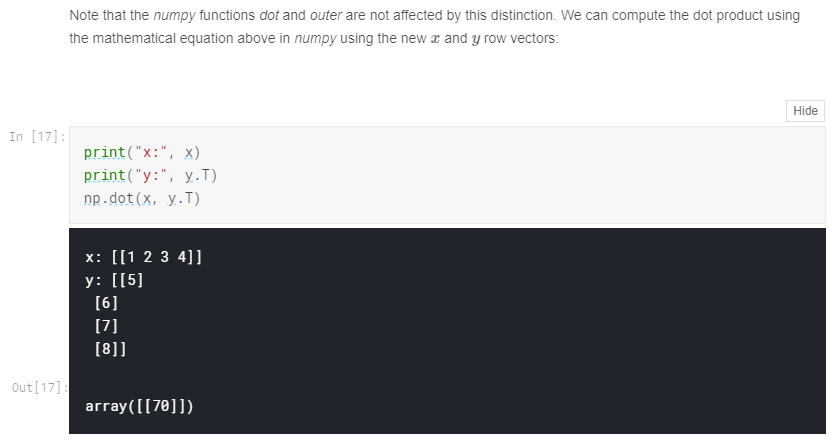 Note that the numpy functions dot and outer are not affected by this distinction. We can compute the dot product using
the mathematical equation above in numpy using the new x and y row vectors:
Hide
In [17]:
print("x:", x)
print("y:", y.T)
np.dot(x, y.T)
x: [[1 2 3 4]]
y: [[5]
 [6]
 [7]
 [8]]
Out[17]:
array([[70]])